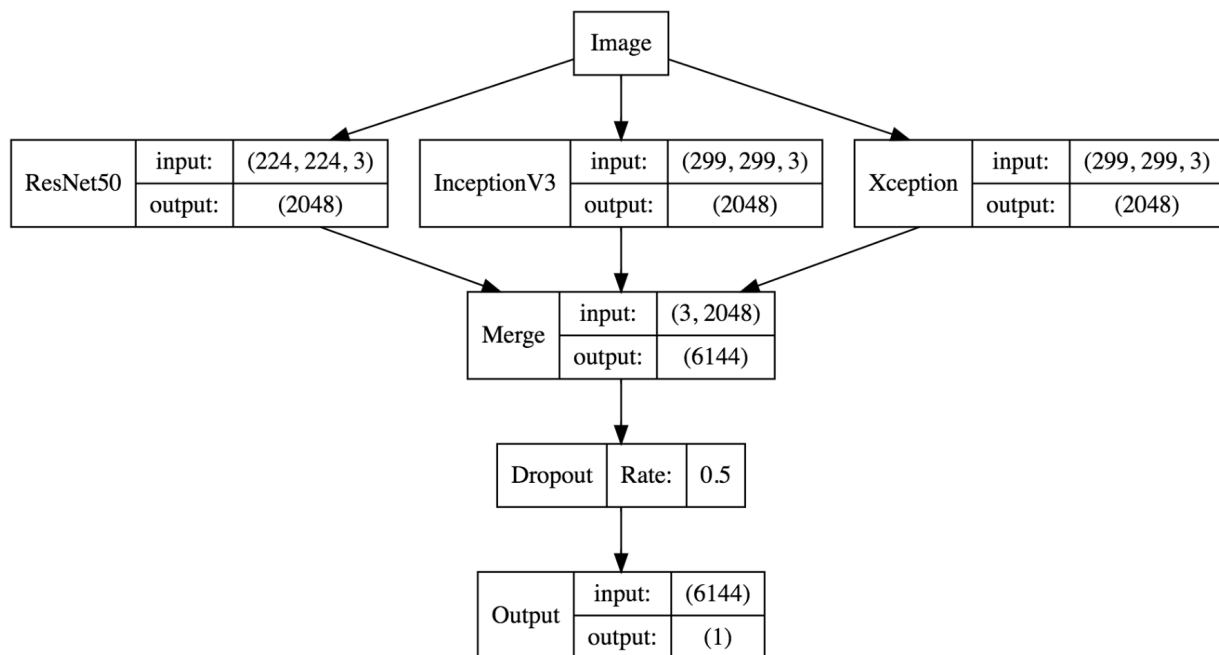 Image
ResNet50
input: (224, 224, 3)
output: (2048)
InceptionV3
input: (299, 299, 3)
output: (2048)
Xception
input: (299, 299, 3)
output: (2048)
Merge
input: (3, 2048)
output: (6144)
Dropout Rate: 0.5
Output
input: (6144)
output: (1)